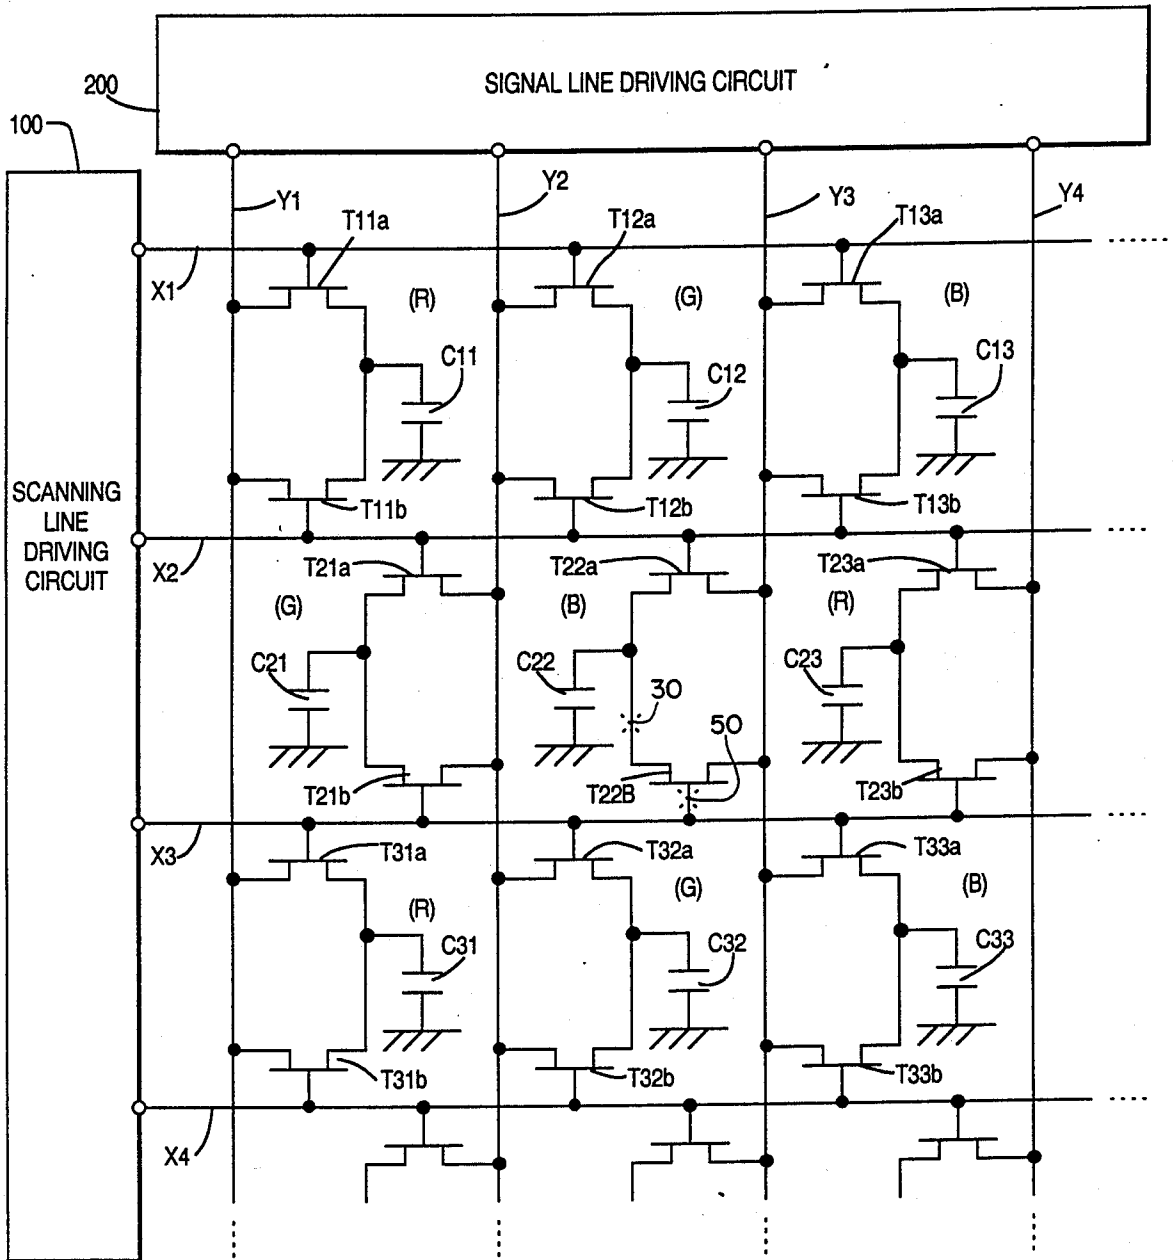 SIGNAL LINE DRIVING CIRCUIT
200
100
Y1
Y2
Y3
Y4
T11a
T12a
T13a
X1
(R)
(G)
(B)
C11
C12
C13
SCANNING
LINE
DRIVING
CIRCUIT
T11b
T12b
T13b
X2
T21a
T22a
T23a
(G)
(B)
(R)
C21
C22
C23
30
50
T21b
T22B
T23b
X3
T31a
T32a
T33a
(R)
(G)
(B)
C31
C32
C33
T31b
T32b
T33b
X4